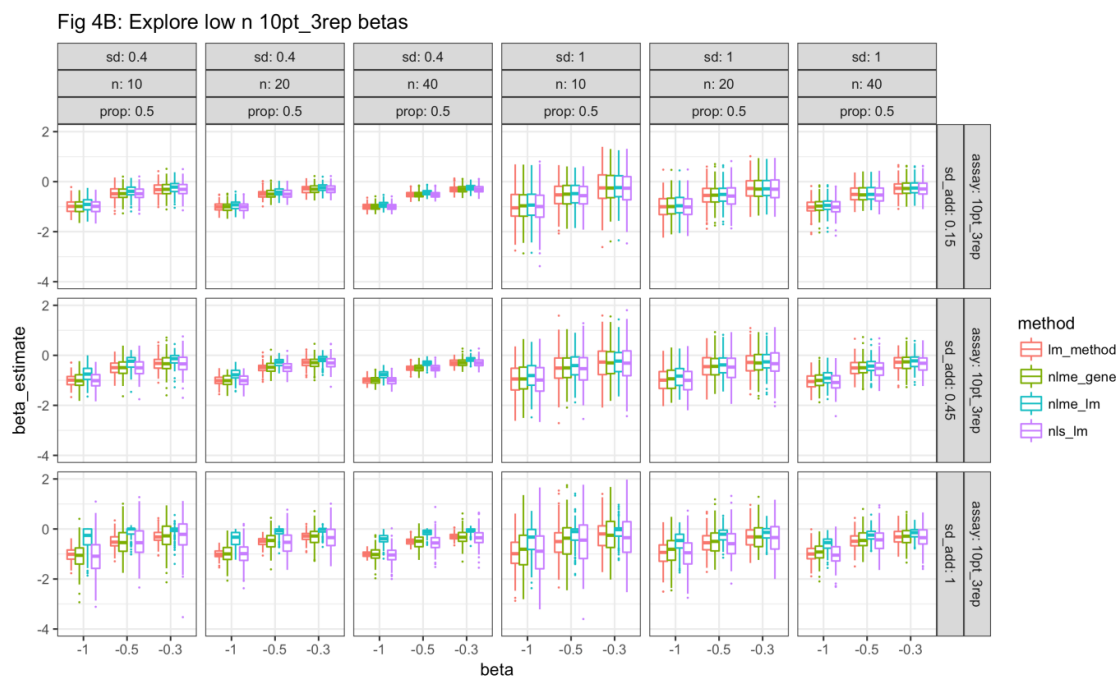 Fig 4B: Explore low n 10pt_3rep betas
sd: 0.4
sd: 0.4
sd: 0.4
sd: 1
sd: 1
sd: 1
n: 10
n: 20
n: 40
n: 10
n: 20
n: 40
prop: 0.5
prop: 0.5
prop: 0.5
prop: 0.5
prop: 0.5
prop: 0.5
2
0
-2
-4
sd_add: 0.15
assay: 10pt_3rep
2
0
-2
-4
sd_add: 0.45
assay: 10pt_3rep
2
0
-2
-4
sd_add: 1
assay: 10pt_3rep
beta_estimate
-1
-0.5
-0.3
-1
-0.5
-0.3
-1
-0.5
-0.3
-1
-0.5
-0.3
-1
-0.5
-0.3
-1
-0.5
-0.3
beta
method
lm_method
nlme_gene
nlme_lm
nls_lm